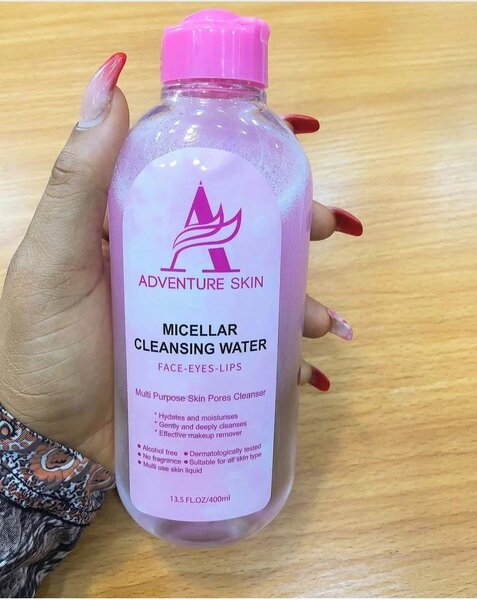 A
ADVENTURE SKIN
MICELLAR
CLEANSING WATER
FACE-EYES-LIPS
Multi Purpose Skin Pores Cleanser
* Hydates and moisturises
* Gently and deeply cleanses
* Effective makeup remover
• Alcohol free • Dermatologically tested
• No fragrance • Suitable for all skin type
• Multi use skin liquid
13.5 FLOZ/400ml